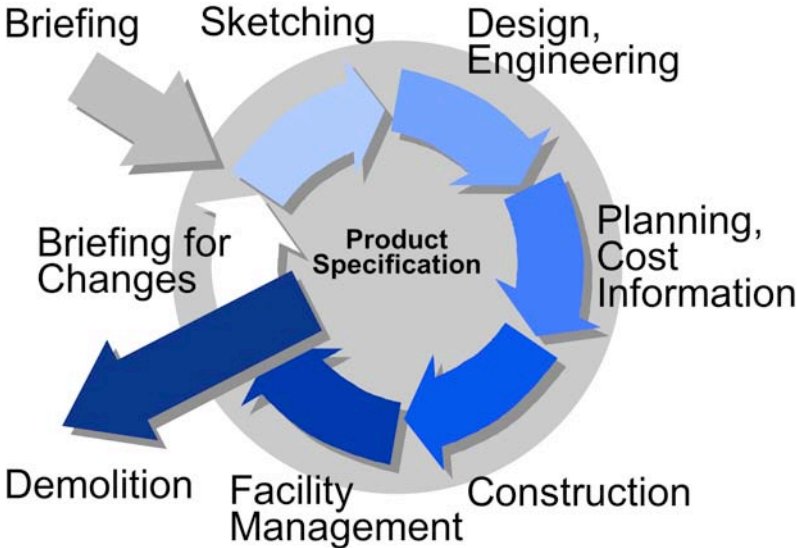 Briefing
Sketching
Design,
Engineering
Planning,
Cost
Information
Product
Specification
Briefing for
Changes
Demolition
Facility
Management
Construction